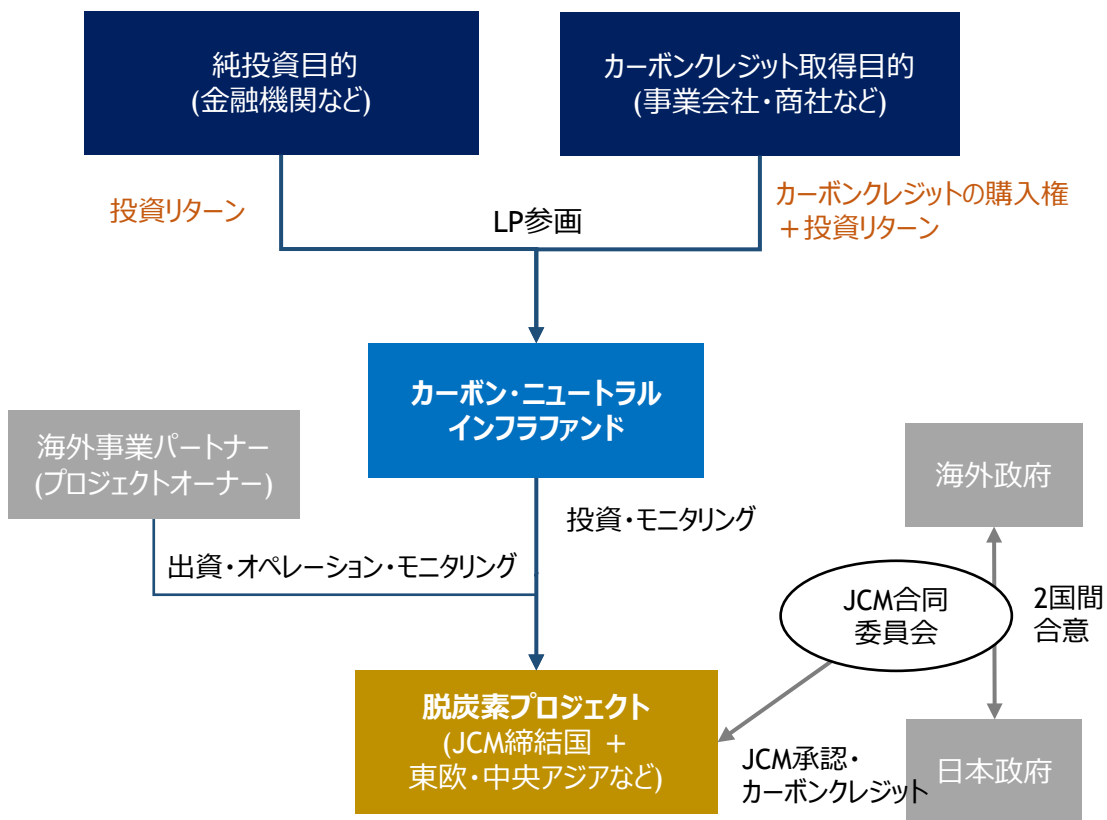 純投資目的
(金融機関など)
カーボンクレジット取得目的
(事業会社・商社など)
投資リターン
LP参画
カーボンクレジットの購入権
＋投資リターン
カーボン・ニュートラル
インフラファンド
海外事業パートナー
(プロジェクトオーナー)
海外政府
投資・モニタリング
出資・オペレーション・モニタリング
JCM合同
委員会
2国間
合意
脱炭素プロジェクト
(JCM締結国 ＋
東欧・中央アジアなど)
JCM承認・
カーボンクレジット
日本政府